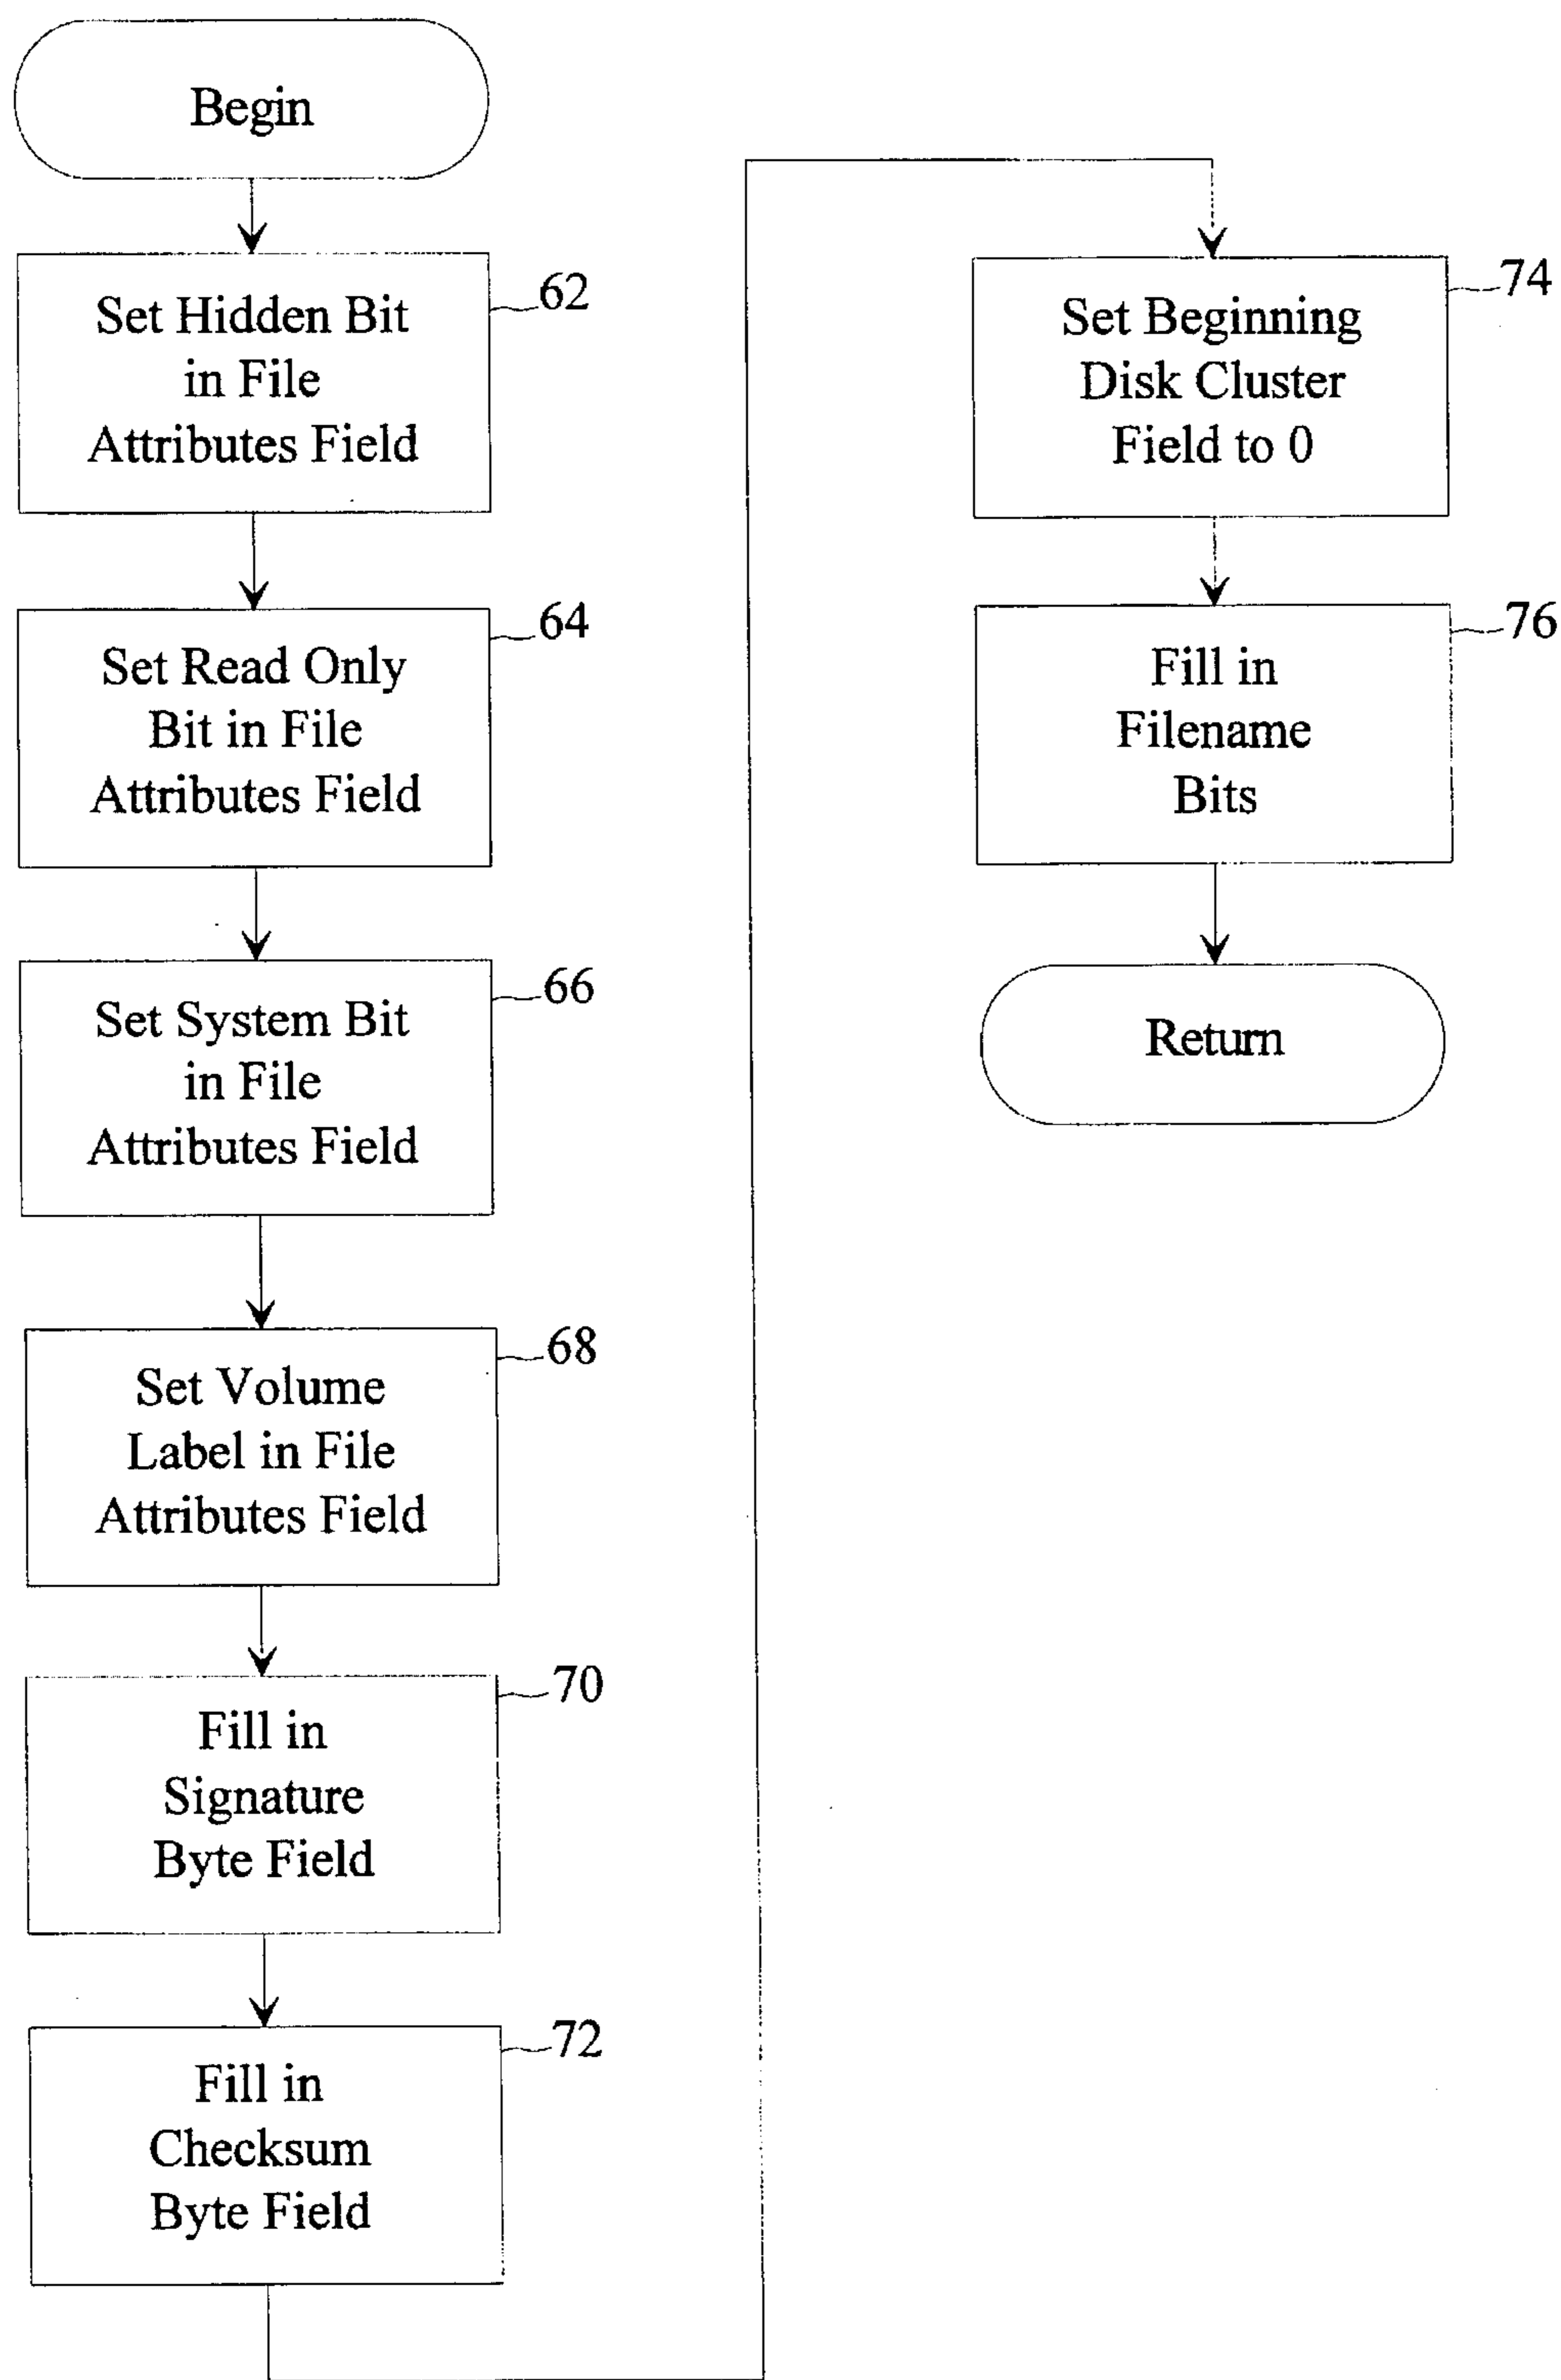 Begin
62
Set Hidden Bit
in File
Attributes Field
64
Set Read Only
Bit in File
Attributes Field
66
Set System Bit
in File
Attributes Field
68
Set Volume
Label in File
Attributes Field
70
Fill in
Signature
Byte Field
72
Fill in
Checksum
Byte Field
74
Set Beginning
Disk Cluster
Field to 0
76
Fill in
Filename
Bits
Return